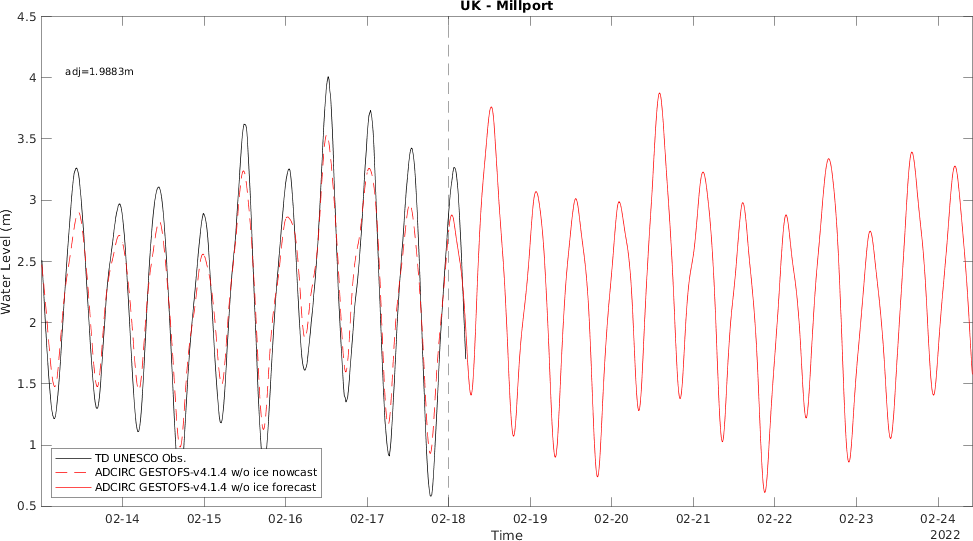 UK - Millport
4.5
4
3.5
3
2.5
2
1.5
1
0.5
Water Level (m)
adj=1.9883m
TD UNESCO Obs.
ADCIRC GESTOFS-v4.1.4 w/o ice nowcast
ADCIRC GESTOFS-v4.1.4 w/o ice forecast
02-14 02-15 02-16 02-17 02-18 02-19 02-20 02-21 02-22 02-23 02-24
2022
Time